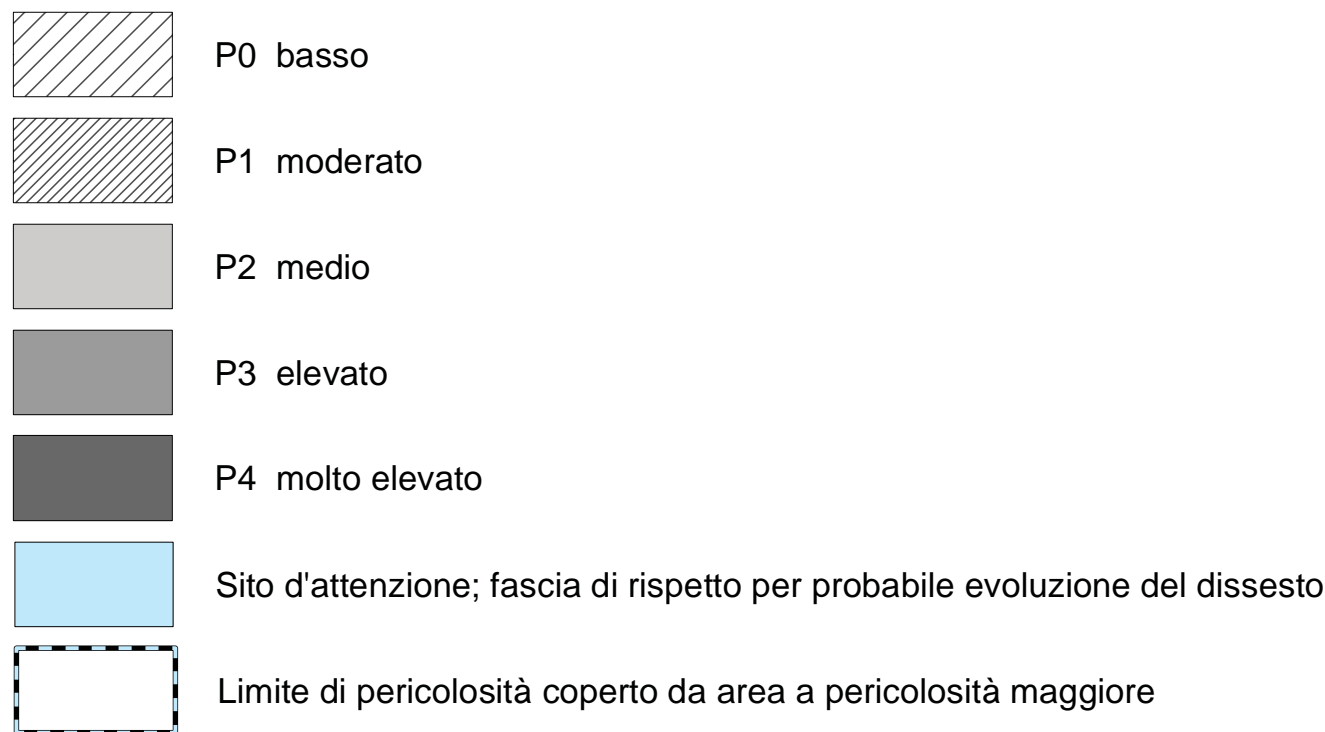 P0 basso
P1 moderato
P2 medio
P3 elevato
P4 molto elevato
Sito d'attenzione; fascia di rispetto per probabile evoluzione del dissesto
Limite di pericolosità coperto da area a pericolosità maggiore